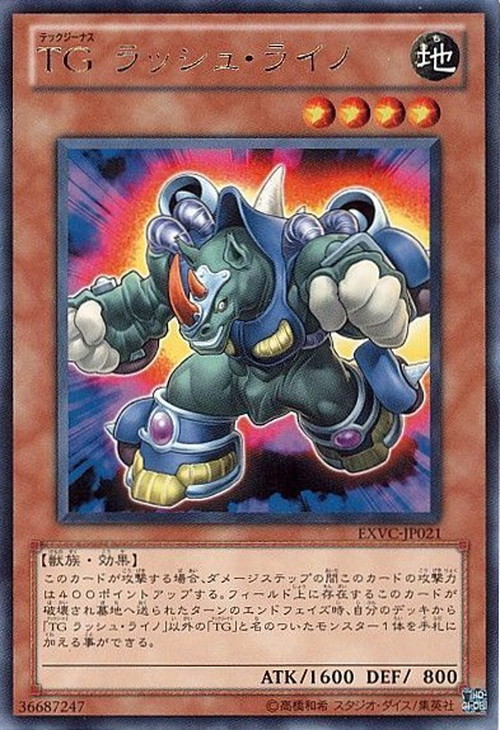 テックジーナス
TG ラッシュ・ライノ
地
EXVC-JP021
【獣族・効果】
このカードが攻撃する場合、ダメージステップの間このカードの攻撃力
は400ポイントアップする。フィールド上に存在するこのカードが
破壊され墓地へ送られたターンのエンドフェイズ時、自分のデッキから
「TG ラッシュ・ライノ」以外の「TG」と名のついたモンスター1体を手札に
加える事ができる。
ATK/1600 DEF/ 800
36687247
©高橋和希 スタジオ・ダイス/集英社